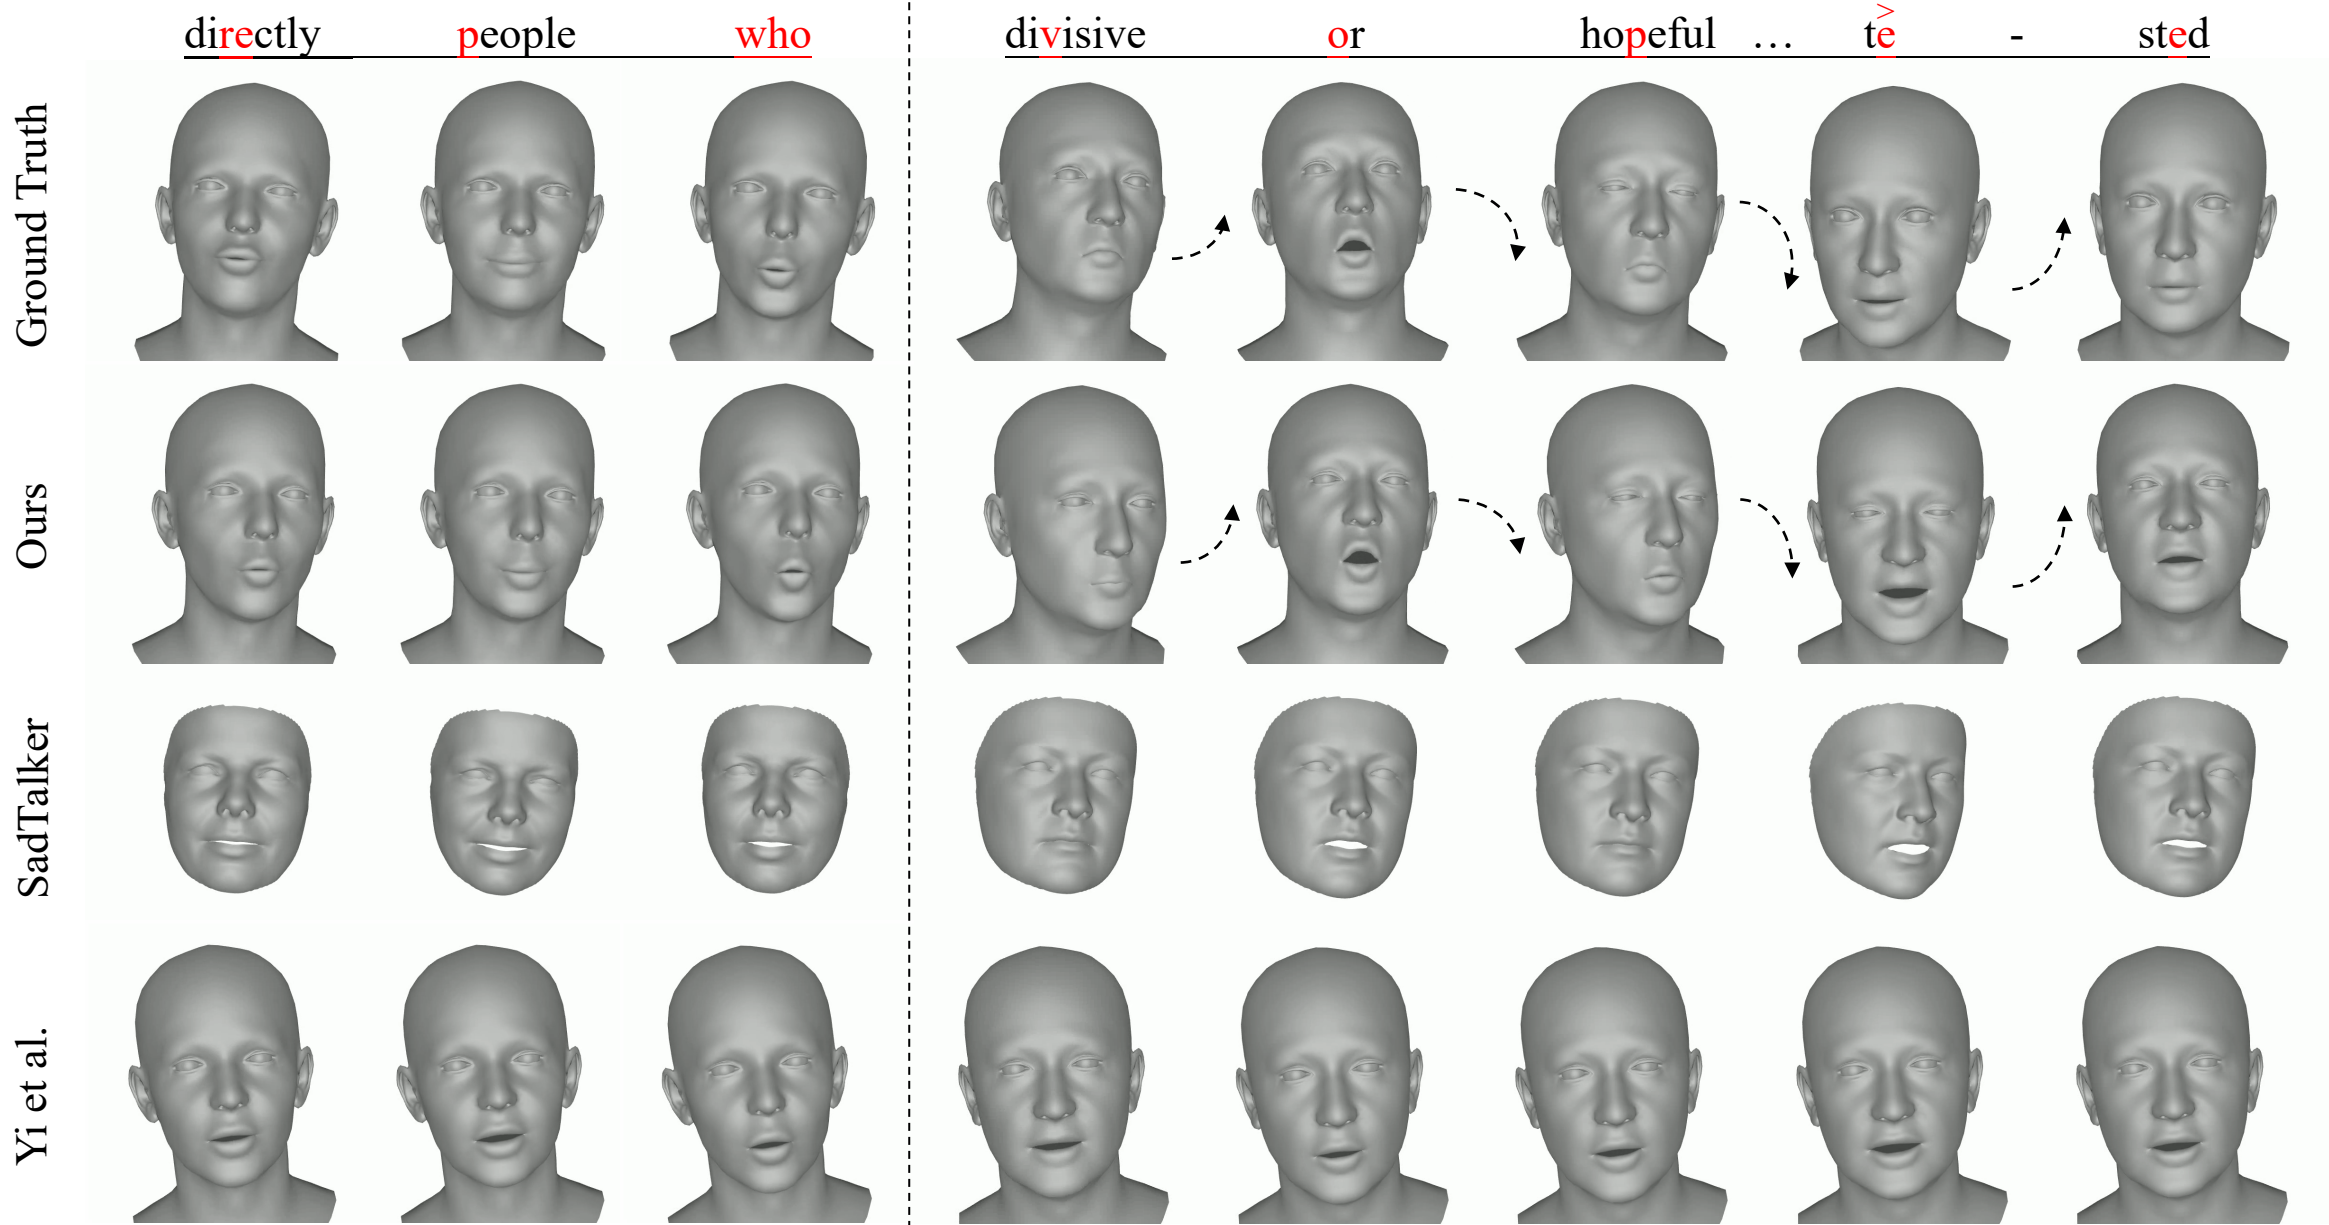 directly people who divisive or hopeful … te - sted
>
Ground Truth
Ours
SadTalker
Yi et al.